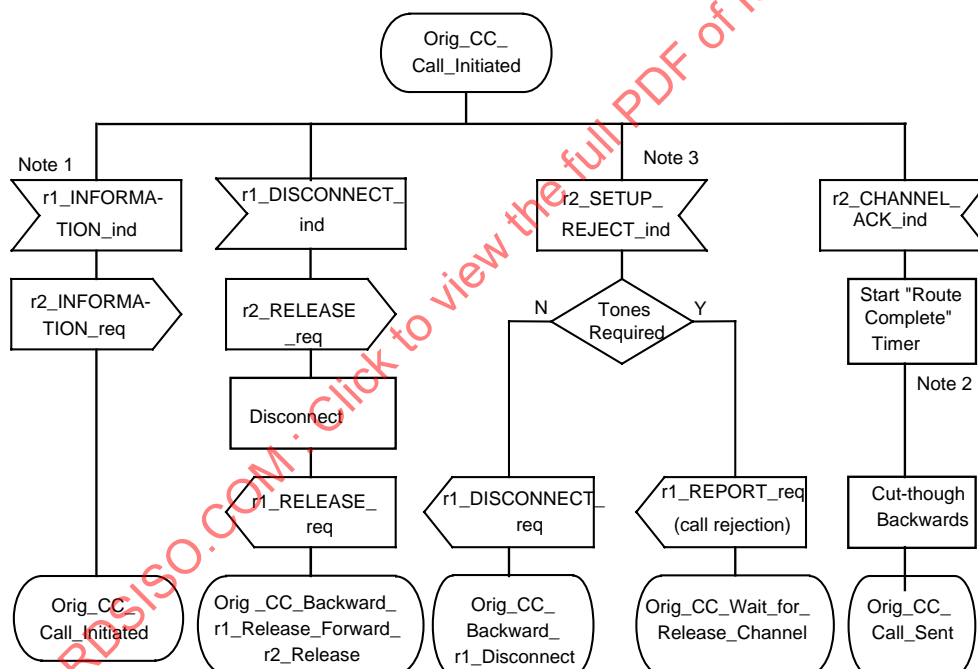 Orig_CC_
Call_Initiated
Note 1
Note 3
r1_INFORMA-
TION_ind
r1_DISCONNECT_
ind
r2_SETUP_
REJECT_ind
r2_CHANNEL_
ACK_ind
r2_INFORMA-
TION_req
r2_RELEASE
_req
N
Tones
Required
Y
Start "Route
Complete"
Timer
Note 2
Disconnect
r1_RELEASE_
req
r1_DISCONNECT_
req
r1_REPORT_req
(call rejection)
Cut-though
Backwards
Orig_CC_
Call_Initiated
Orig _CC_Backward_
r1_Release_Forward_
r2_Release
Orig_CC_
Backward_
r1_Disconnect
Orig_CC_Wait_for_
Release_Channel
Orig_CC_
Call_Sent
RDSISO.COM : Click to view the full PDF of